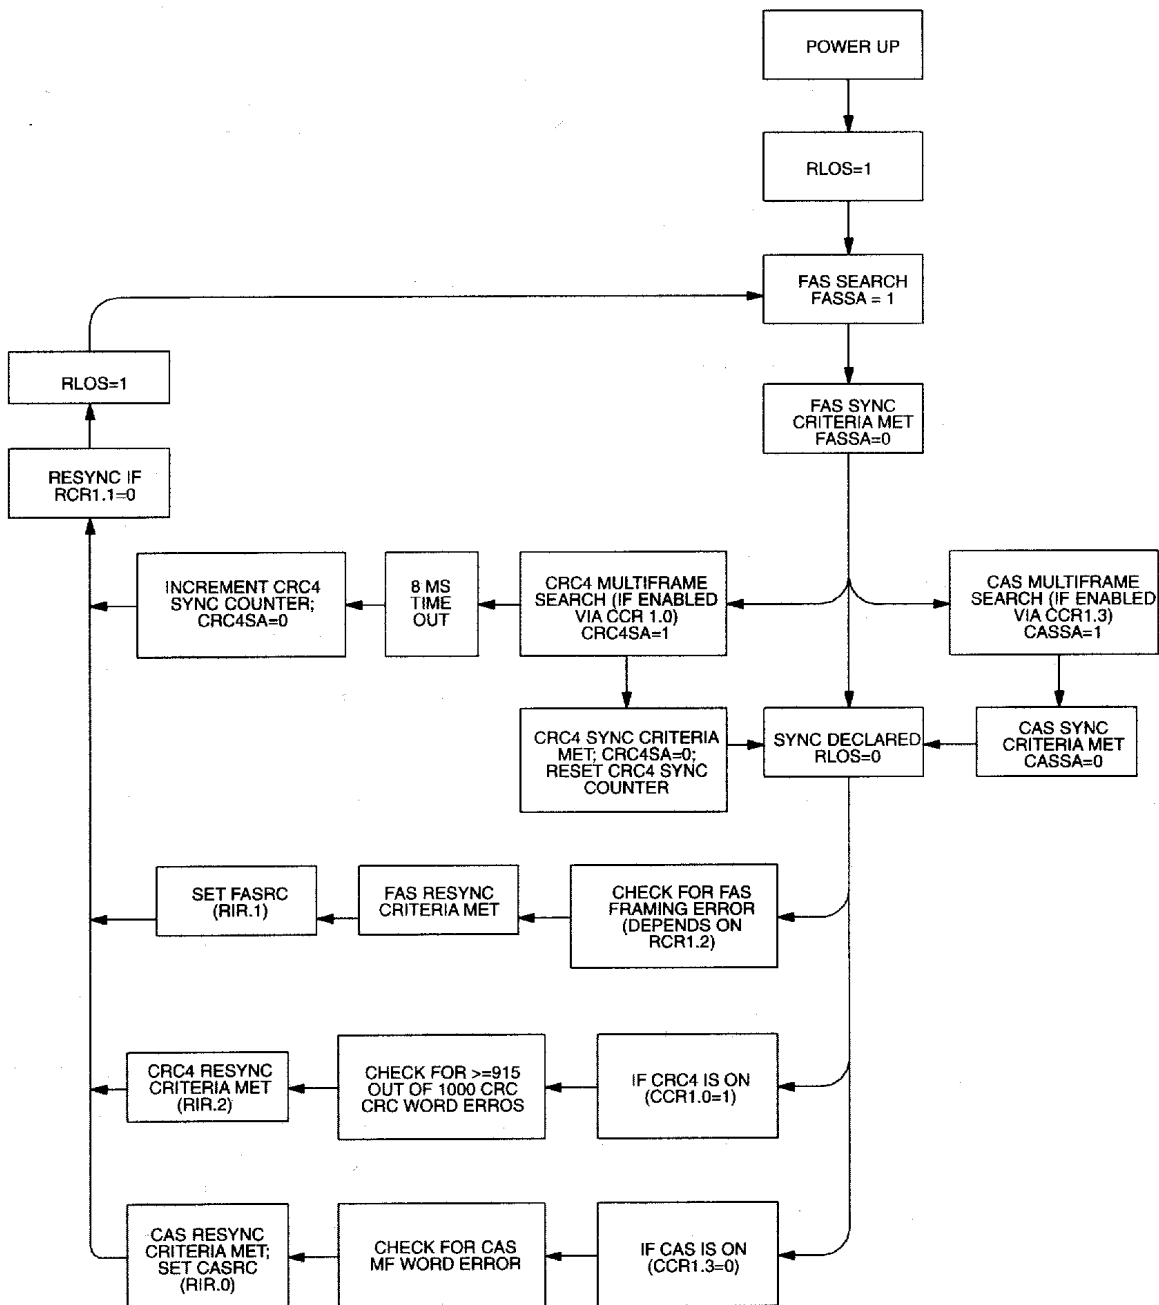 POWER UP
RLOS=1
FAS SEARCH
FASSA = 1
RLOS=1
FAS SYNC
CRITERIA MET
FASSA=0
RESYNC IF
RCR1.1=0
INCREMENT CRC4
SYNC COUNTER;
CRC4SA=0
8 MS
TIME
OUT
CRC4 MULTIFRAME
SEARCH (IF ENABLED
VIA CCR 1.0)
CRC4SA=1
CAS MULTIFRAME
SEARCH (IF ENABLED
VIA CCR1.3)
CASSA=1
CRC4 SYNC CRITERIA
MET; CRC4SA=0;
RESET CRC4 SYNC
COUNTER
SYNC DECLARED
RLOS=0
CAS SYNC
CRITERIA MET
CASSA=0
SET FASRC
(RIR.1)
FAS RESYNC
CRITERIA MET
CHECK FOR FAS
FRAMING ERROR
(DEPENDS ON
RCR1.2)
CRC4 RESYNC
CRITERIA MET
(RIR.2)
CHECK FOR >=915
OUT OF 1000 CRC
CRC WORD ERROS
IF CRC4 IS ON
(CCR1.0=1)
CAS RESYNC
CRITERIA MET;
SET CASRC
(RIR.0)
CHECK FOR CAS
MF WORD ERROR
IF CAS IS ON
(CCR1.3=0)